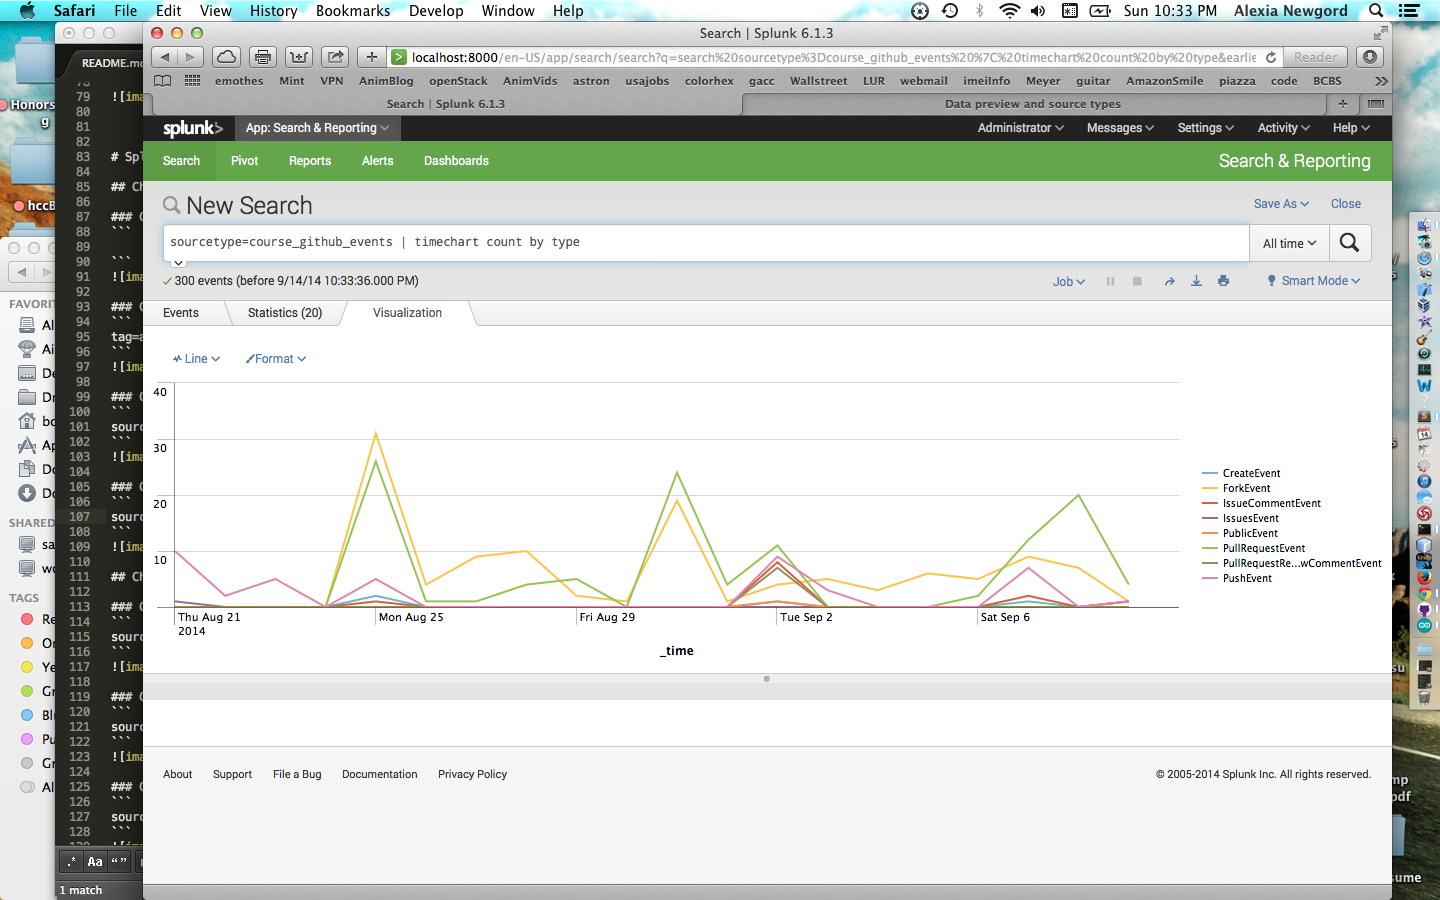 Safari File Edit View History Bookmarks Develop Window Help Sun 10:33 PM Alexia Newgord
Search | Splunk 6.1.3
localhost:8000/en-US/app/search/search?q=search%20sourcetype%3Dcourse_github_events%20%7C%20timechart%20count%20by%20type&earlie Reader
emothes Mint VPN AnimBlog openStack AnimVids astron usajobs colorhex gacc Wallstreet LUR webmail imeiInfo Meyer guitar AmazonSmile piazza code BCBS
Search | Splunk 6.1.3 Data preview and source types
splunk> App: Search & Reporting Administrator Messages Settings Activity Help
Search Pivot Reports Alerts Dashboards Search & Reporting
New Search Save As Close
sourcetype=course_github_events | timechart count by type All time
300 events (before 9/14/14 10:33:36.000 PM) Job Smart Mode
Events Statistics (20) Visualization
Line Format
40
30
20
10
CreateEvent
ForkEvent
IssueCommentEvent
IssuesEvent
PublicEvent
PullRequestEvent
PullRequestRe...wCommentEvent
PushEvent
Thu Aug 21 Mon Aug 25 Fri Aug 29 Tue Sep 2 Sat Sep 6
2014
_time
About Support File a Bug Documentation Privacy Policy © 2005-2014 Splunk Inc. All rights reserved.
README.md
79 ![ima
80
81
82
83 # Spl
84
85 ## Ch
86
87 ### C
88 ```
89
90 ```
91 ![ima
92
93 ### C
94 ```
95 tag=a
96 ```
97 ![ima
98
99 ### C
100 ```
101 sourc
102 ```
103 ![ima
104
105 ### C
106 ```
107 sourc
108 ```
109 ![ima
110
111 ## Ch
112
113 ### C
114 ```
115 sourc
116 ```
117 ![ima
118
119 ### C
120 ```
121 sourc
122 ```
123 ![ima
124
125 ### C
126 ```
127 sourc
128 ```
.* Aa “ ”
1 match
Honors
g
hccB
FAVORI
Al
Ai
De
Dr
bo
Ap
Do
Do
SHARED
sa
wo
TAGS
Re
Or
Ye
Gr
Bl
Pu
Gr
Al
su
mp
pdf
sume